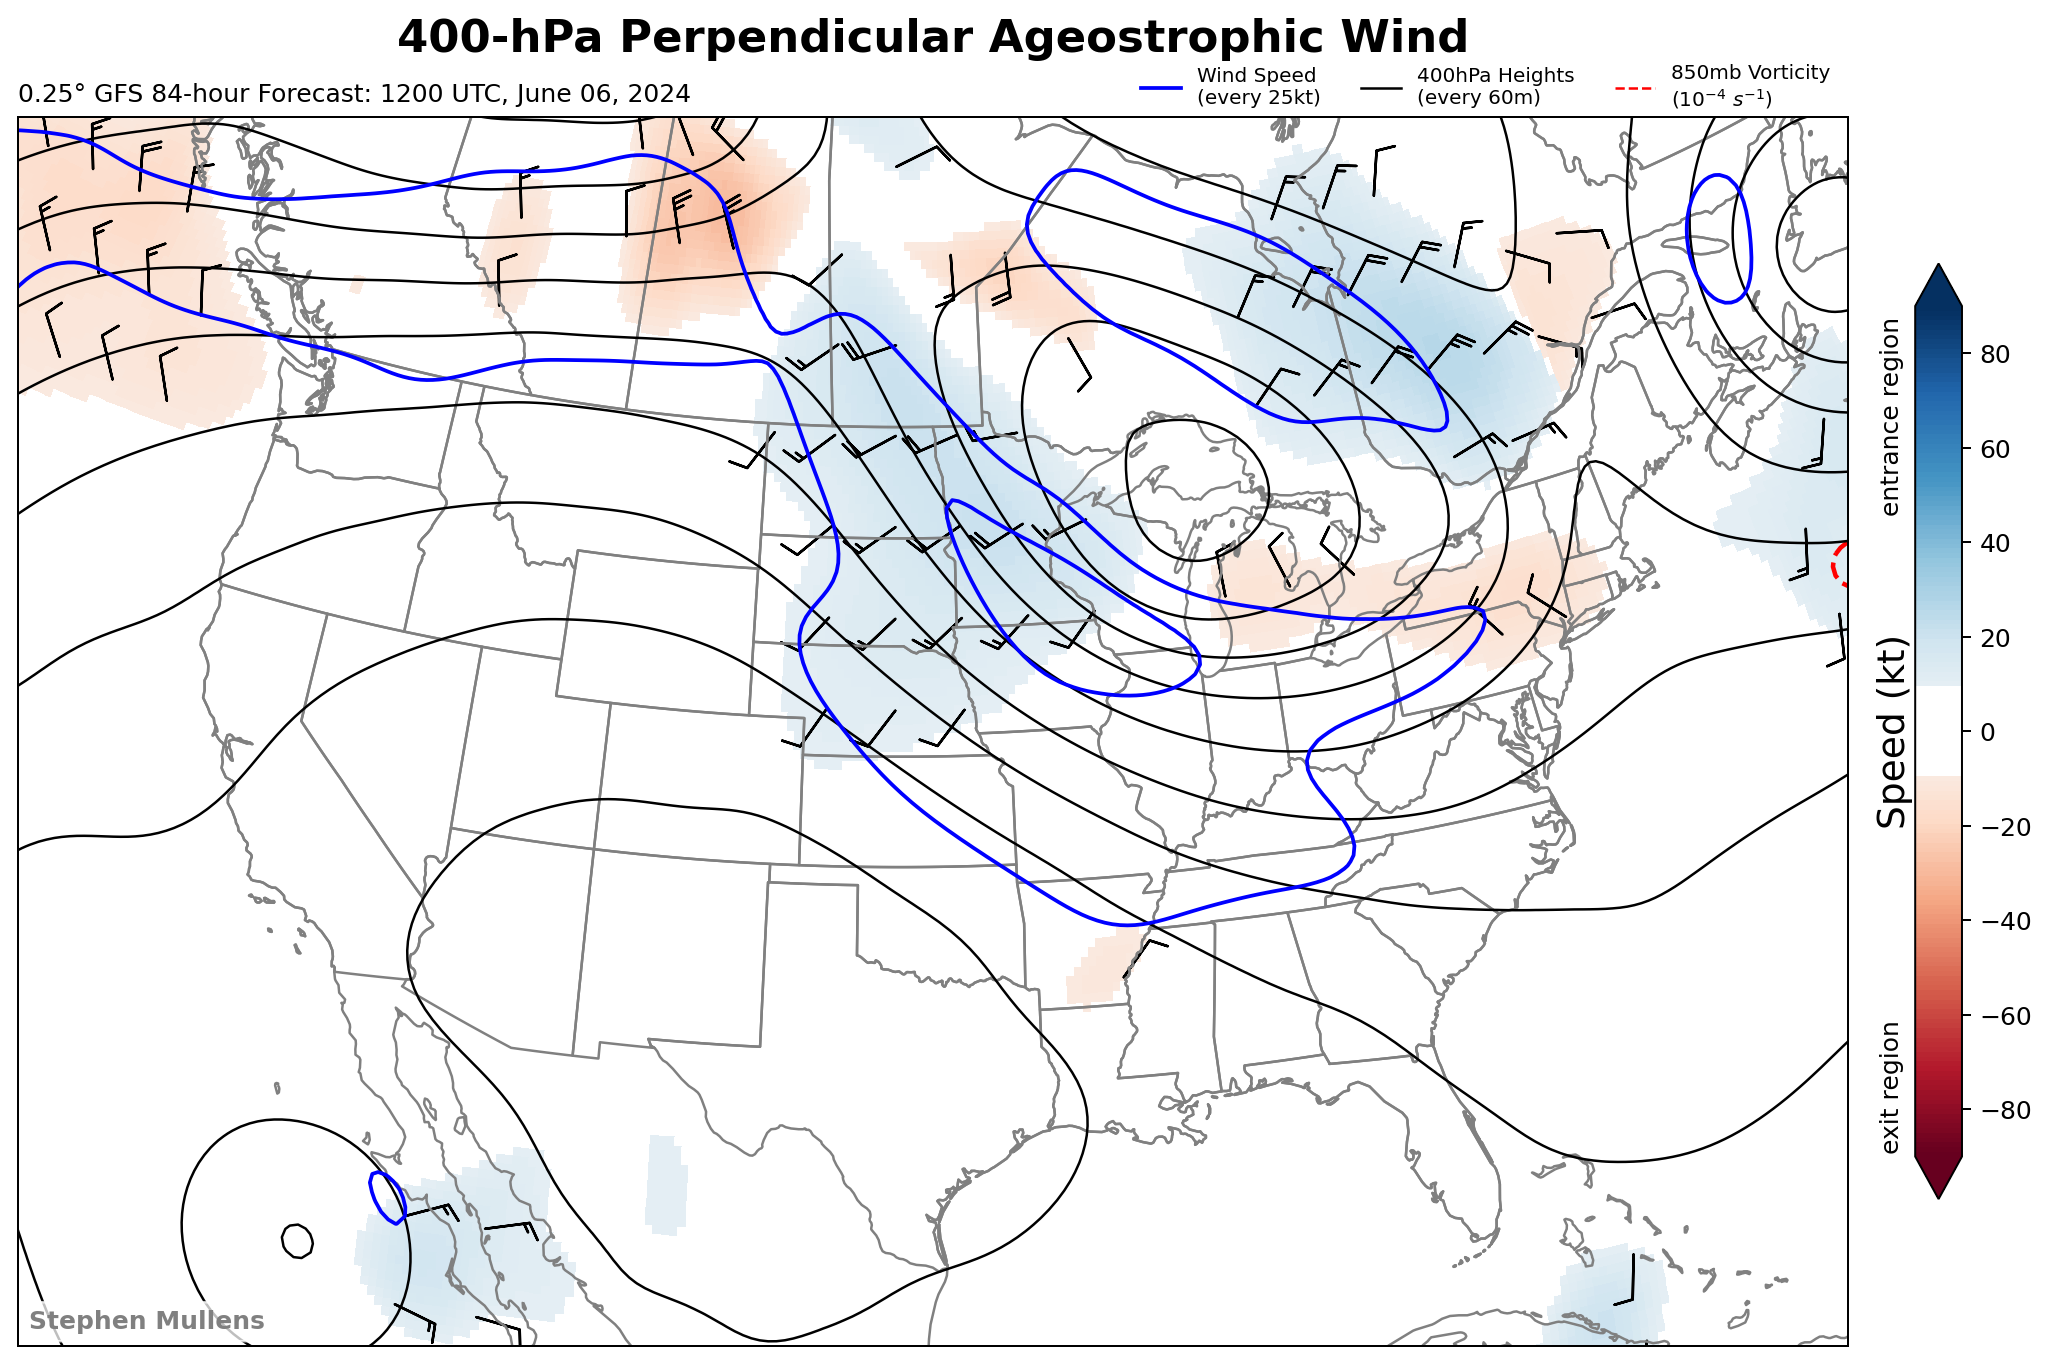 400-hPa Perpendicular Ageostrophic Wind
0.25° GFS 84-hour Forecast: 1200 UTC, June 06, 2024
Wind Speed
(every 25kt)
400hPa Heights
(every 60m)
850mb Vorticity
(10⁻⁴ s⁻¹)
entrance region
Speed (kt)
exit region
80
60
40
20
0
−20
−40
−60
−80
Stephen Mullens